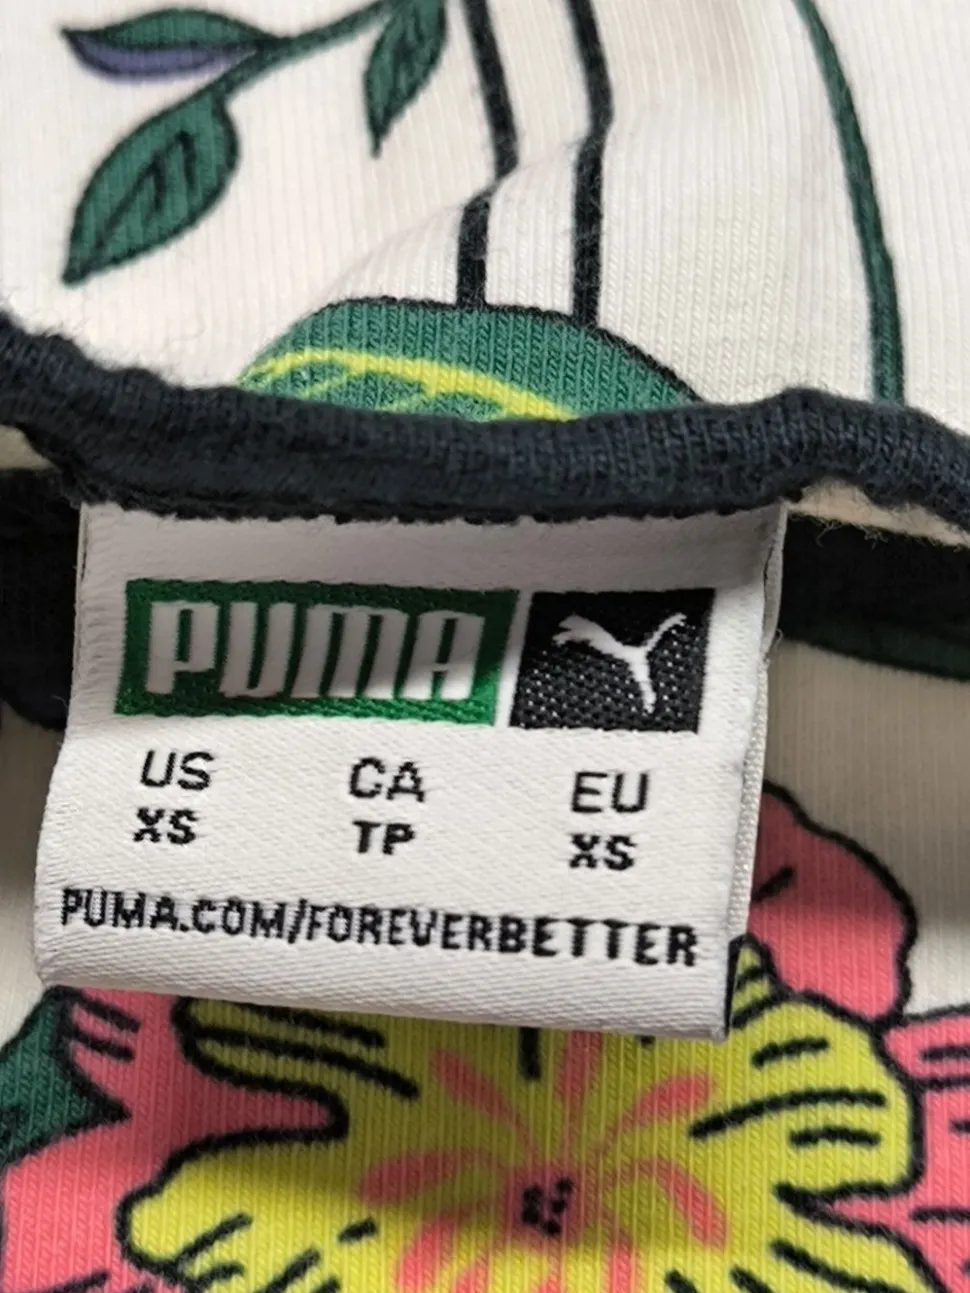 PUMA
US CA EU
XS TP XS
PUMA.COM/FOREVERBETTER